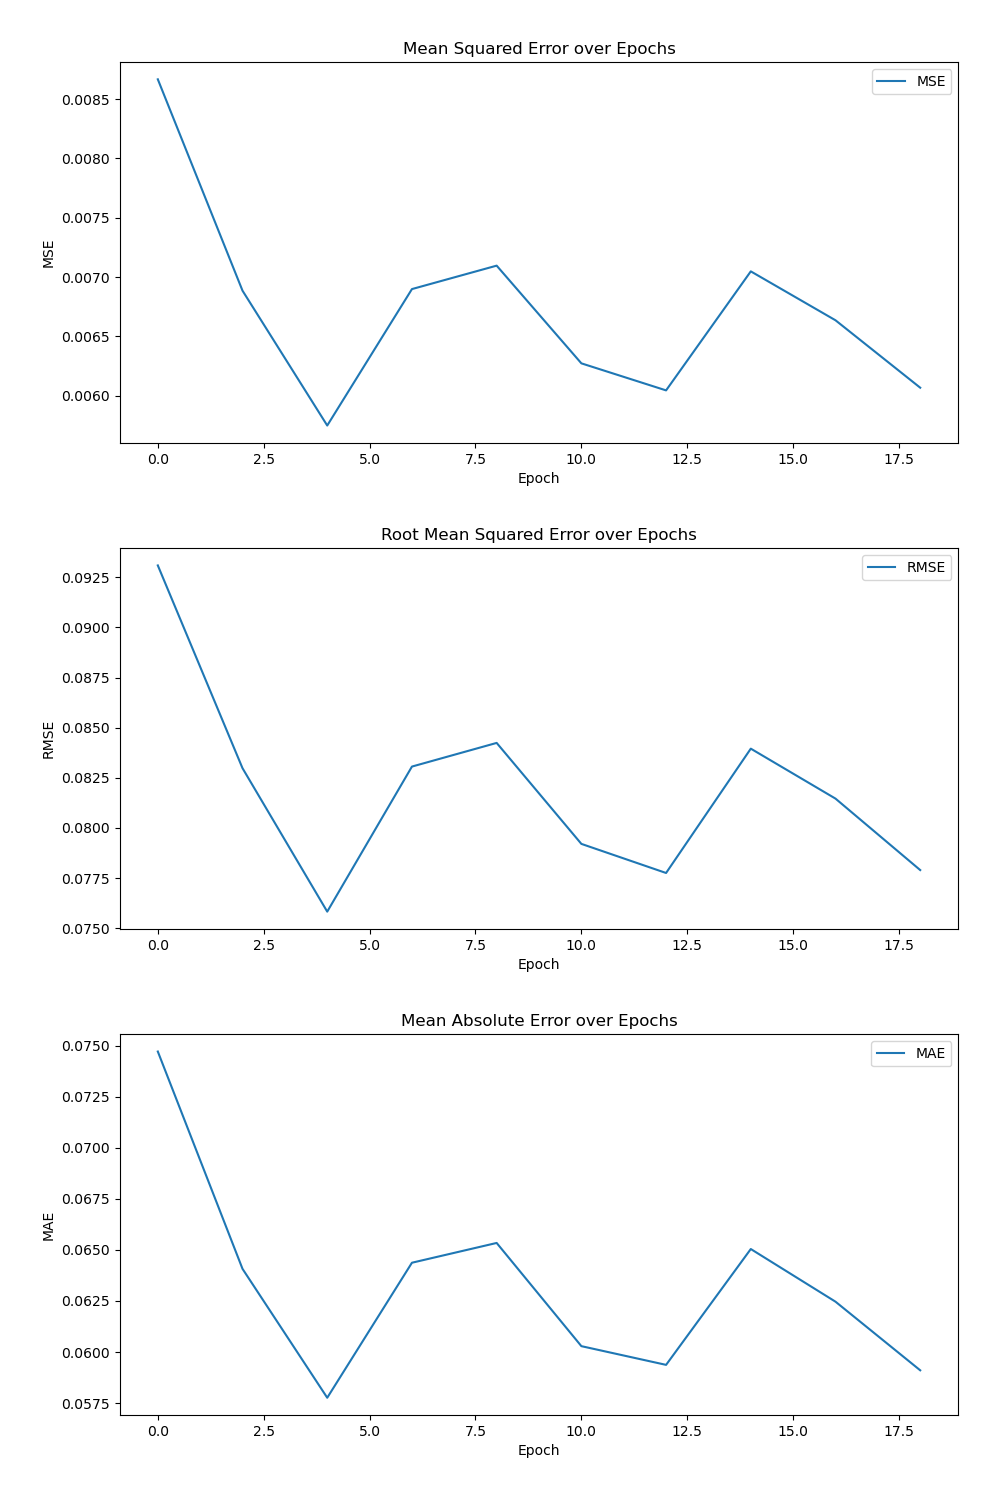 Mean Squared Error over Epochs
MSE
0.0085
0.0080
0.0075
0.0070
0.0065
0.0060
MSE
0.0 2.5 5.0 7.5 10.0 12.5 15.0 17.5
Epoch
Root Mean Squared Error over Epochs
RMSE
0.0925
0.0900
0.0875
0.0850
0.0825
0.0800
0.0775
0.0750
RMSE
0.0 2.5 5.0 7.5 10.0 12.5 15.0 17.5
Epoch
Mean Absolute Error over Epochs
MAE
0.0750
0.0725
0.0700
0.0675
0.0650
0.0625
0.0600
0.0575
MAE
0.0 2.5 5.0 7.5 10.0 12.5 15.0 17.5
Epoch